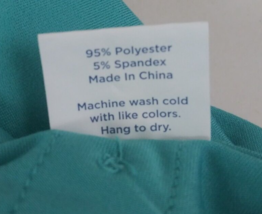 95% Polyester
5% Spandex
Made In China
Machine wash cold
with like colors.
Hang to dry.